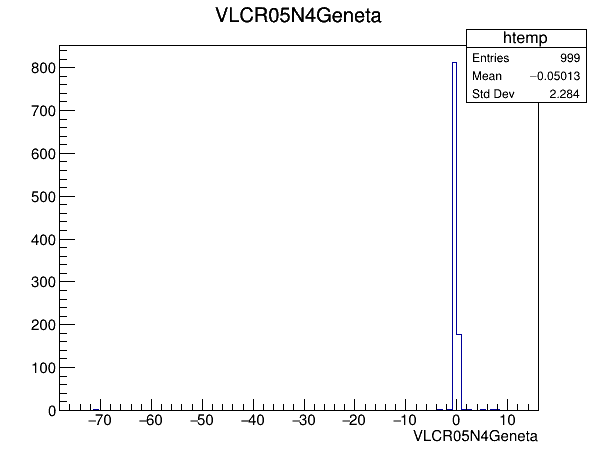 VLCR05N4Geneta
htemp
Entries 999
Mean −0.05013
Std Dev 2.284
800
700
600
500
400
300
200
100
0
−70 −60 −50 −40 −30 −20 −10 0 10
VLCR05N4Geneta